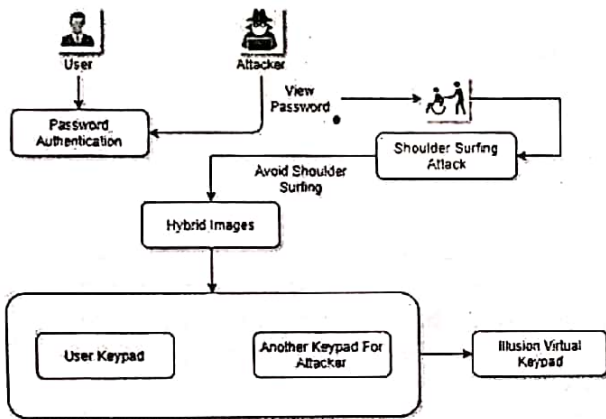 User
Attacker
View
Password
Password
Authentication
Shoulder Surfing
Attack
Avoid Shoulder
Surfing
Hybrid Images
User Keypad
Another Keypad For
Attacker
Illusion Virtual
Keypad